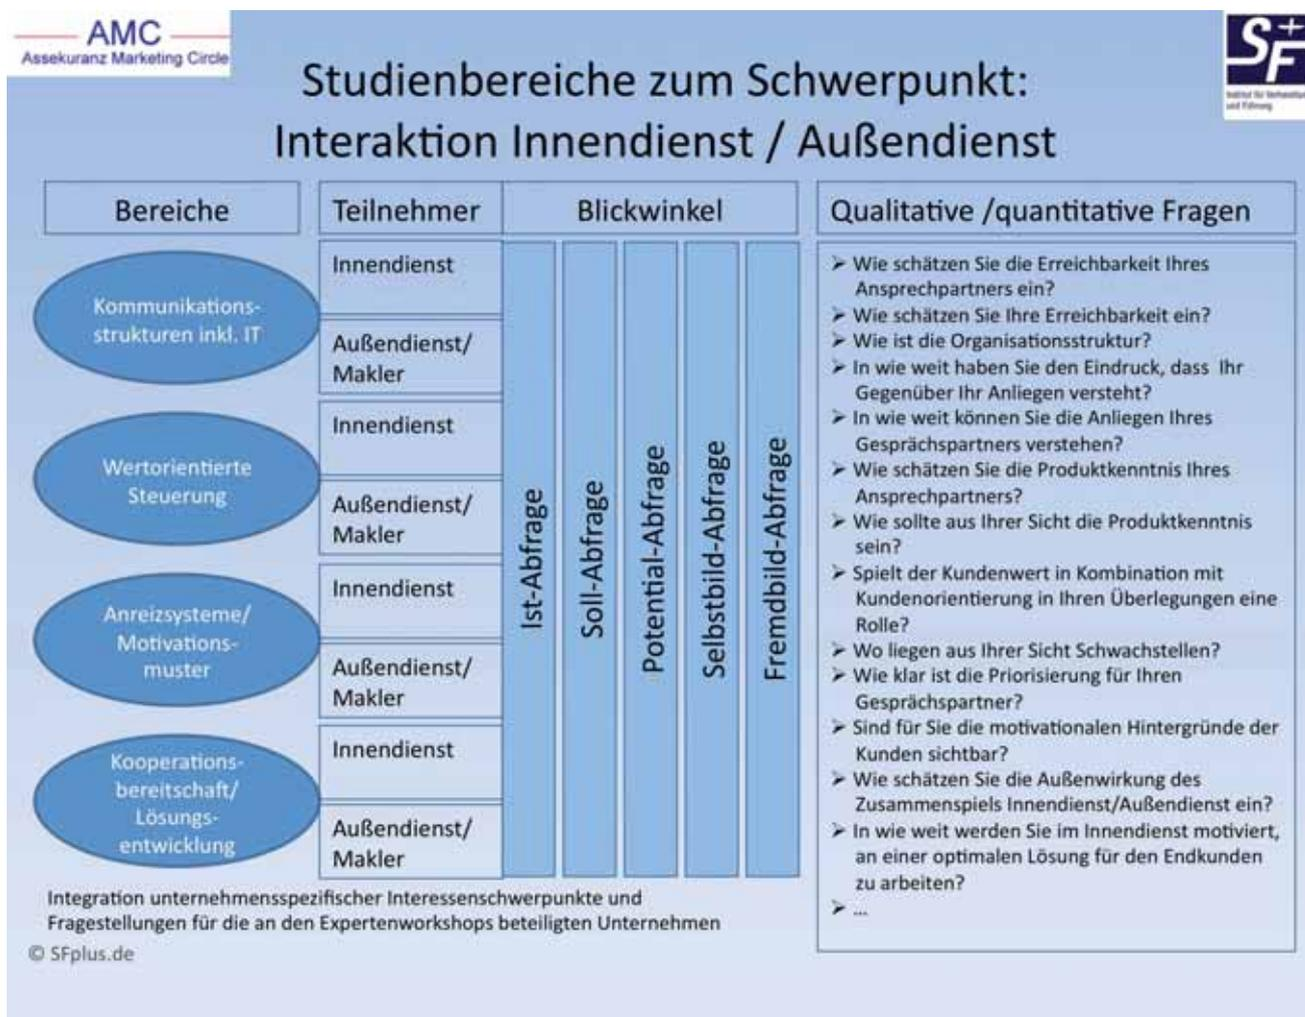 AMC
Assekuranz Marketing Circle
S+F
Institut für Verhandlung
und Führung
Studienbereiche zum Schwerpunkt:
Interaktion Innendienst / Außendienst
Bereiche
Teilnehmer
Blickwinkel
Qualitative /quantitative Fragen
Kommunikations-
strukturen inkl. IT
Innendienst
Außendienst/
Makler
Wertorientierte
Steuerung
Innendienst
Außendienst/
Makler
Anreizsysteme/
Motivations-
muster
Innendienst
Außendienst/
Makler
Kooperations-
bereitschaft/
Lösungs-
entwicklung
Innendienst
Außendienst/
Makler
Ist-Abfrage
Soll-Abfrage
Potential-Abfrage
Selbstbild-Abfrage
Fremdbild-Abfrage
➢ Wie schätzen Sie die Erreichbarkeit Ihres
Ansprechpartners ein?
➢ Wie schätzen Sie Ihre Erreichbarkeit ein?
➢ Wie ist die Organisationsstruktur?
➢ In wie weit haben Sie den Eindruck, dass Ihr
Gegenüber Ihr Anliegen versteht?
➢ In wie weit können Sie die Anliegen Ihres
Gesprächspartners verstehen?
➢ Wie schätzen Sie die Produktkenntnis Ihres
Ansprechpartners?
➢ Wie sollte aus Ihrer Sicht die Produktkenntnis
sein?
➢ Spielt der Kundenwert in Kombination mit
Kundenorientierung in Ihren Überlegungen eine
Rolle?
➢ Wo liegen aus Ihrer Sicht Schwachstellen?
➢ Wie klar ist die Priorisierung für Ihren
Gesprächspartner?
➢ Sind für Sie die motivationalen Hintergründe der
Kunden sichtbar?
➢ Wie schätzen Sie die Außenwirkung des
Zusammenspiels Innendienst/Außendienst ein?
➢ In wie weit werden Sie im Innendienst motiviert,
an einer optimalen Lösung für den Endkunden
zu arbeiten?
➢ ...
Integration unternehmensspezifischer Interessenschwerpunkte und
Fragestellungen für die an den Expertenworkshops beteiligten Unternehmen
© SFplus.de